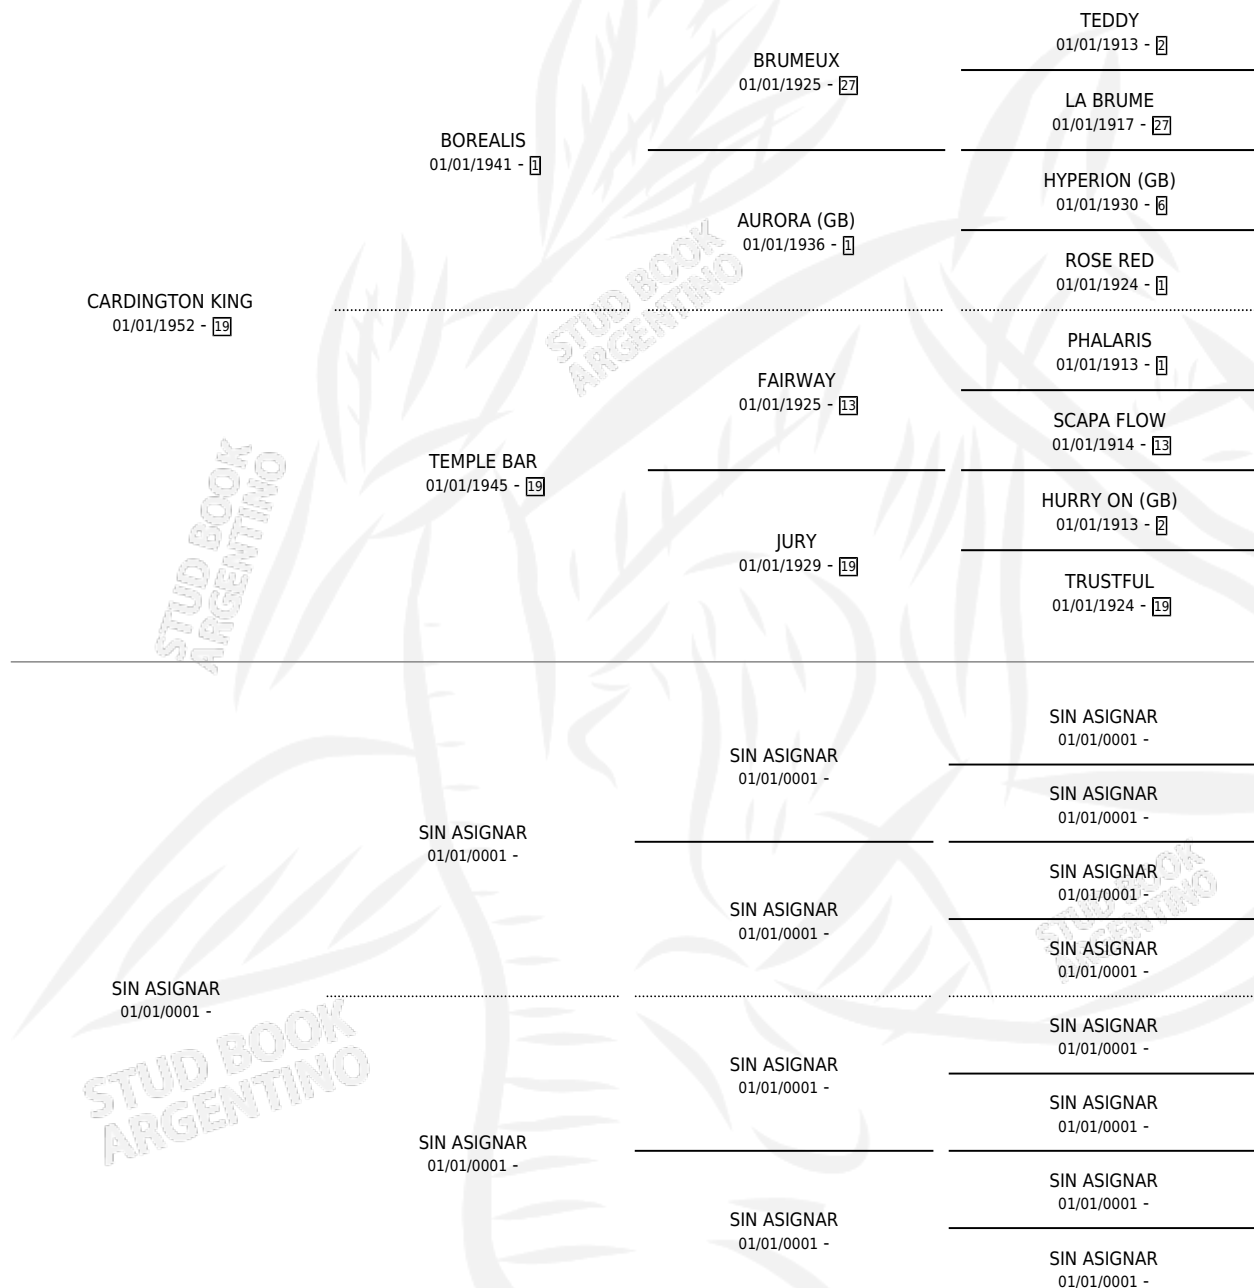 TEDDY
01/01/1913 - 2
BRUMEUX
01/01/1925 - 27
LA BRUME
01/01/1917 - 27
BOREALIS
01/01/1941 - 1
HYPERION (GB)
01/01/1930 - 6
AURORA (GB)
01/01/1936 - 1
ROSE RED
01/01/1924 - 1
CARDINGTON KING
01/01/1952 - 19
STUD BOOK
ARGENTINO
PHALARIS
01/01/1913 - 1
FAIRWAY
01/01/1925 - 13
SCAPA FLOW
01/01/1914 - 13
TEMPLE BAR
01/01/1945 - 19
HURRY ON (GB)
01/01/1913 - 2
JURY
01/01/1929 - 19
TRUSTFUL
01/01/1924 - 19
STUD BOOK
ARGENTINO
SIN ASIGNAR
01/01/0001 -
SIN ASIGNAR
01/01/0001 -
SIN ASIGNAR
01/01/0001 -
SIN ASIGNAR
01/01/0001 -
SIN ASIGNAR
01/01/0001 -
SIN ASIGNAR
01/01/0001 -
SIN ASIGNAR
01/01/0001 -
STUD BOOK
ARGENTINO
SIN ASIGNAR
01/01/0001 -
SIN ASIGNAR
01/01/0001 -
SIN ASIGNAR
01/01/0001 -
SIN ASIGNAR
01/01/0001 -
SIN ASIGNAR
01/01/0001 -
SIN ASIGNAR
01/01/0001 -
SIN ASIGNAR
01/01/0001 -
SIN ASIGNAR
01/01/0001 -
STUD BOOK
ARGENTINO